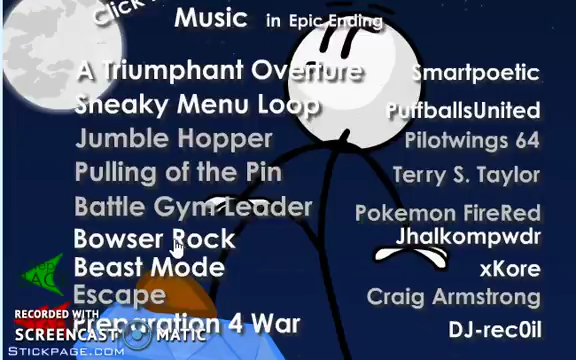 Click
Music in Epic Ending
A Triumphant Overture Smartpoetic
Sneaky Menu Loop PuffballsUnited
Jumble Hopper Pilotwings 64
Pulling of the Pin Terry S. Taylor
Battle Gym Leader Pokemon FireRed
Bowser Rock Jhalkompwdr
Beast Mode xKore
Escape Craig Armstrong
Preparation 4 War DJ-rec0il
RECORDED WITH
SCREENCAST MATIC
STICKPAGE.COM